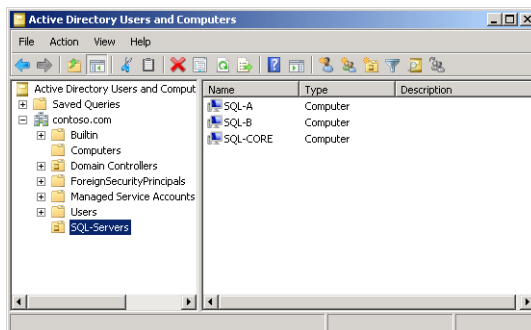 Active Directory Users and Computers
File Action View Help
Active Directory Users and Comput
Saved Queries
contoso.com
Builtin
Computers
Domain Controllers
ForeignSecurityPrincipals
Managed Service Accounts
Users
SQL-Servers
Name Type Description
SQL-A Computer
SQL-B Computer
SQL-CORE Computer